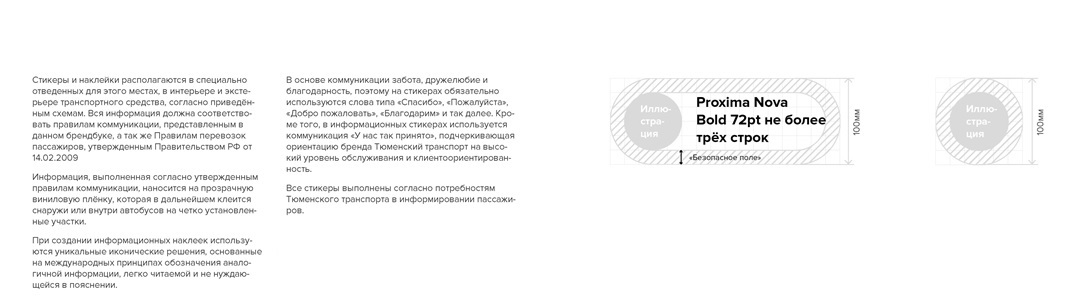 Стикеры и наклейки располагаются в специально
отведенных для этого местах, в интерьере и эксте-
рьере транспортного средства, согласно приведён-
ным схемам. Вся информация должна соответство-
вать правилам коммуникации, представленным в
данном брендбуке, а так же Правилам перевозок
пассажиров, утвержденным Правительством РФ от
14.02.2009
Информация, выполненная согласно утвержденным
правилам коммуникации, наносится на прозрачную
виниловую плёнку, которая в дальнейшем клеится
снаружи или внутри автобусов на четко установлен-
ные участки.
При создании информационных наклеек использу-
ются уникальные иконические решения, основанные
на международных принципах обозначения анало-
гичной информации, легко читаемой и не нуждаю-
щейся в пояснении.
В основе коммуникации забота, дружелюбие и
благодарность, поэтому на стикерах обязательно
используются слова типа «Спасибо», «Пожалуйста»,
«Добро пожаловать», «Благодарим» и так далее. Кро-
ме того, в информационных стикерах используется
коммуникация «У нас так принято», подчеркивающая
ориентацию бренда Тюменский транспорт на высо-
кий уровень обслуживания и клиентоориентирован-
ность.
Все стикеры выполнены согласно потребностям
Тюменского транспорта в информировании пассажи-
ров.
Иллю-
стра-
ция
Proxima Nova
Bold 72pt не более
трёх строк
«Безопасное поле»
100мм
Иллю-
стра-
ция
100мм